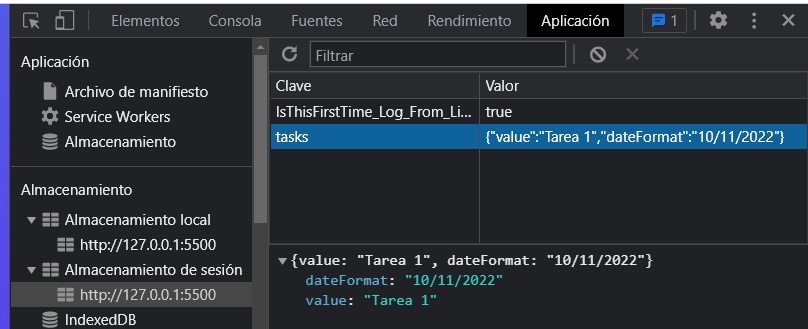 Elementos Consola Fuentes Red Rendimiento Aplicación 1
Aplicación
Archivo de manifiesto
Service Workers
Almacenamiento
Almacenamiento
Almacenamiento local
http://127.0.0.1:5500
Almacenamiento de sesión
http://127.0.0.1:5500
IndexedDB
Filtrar
Clave Valor
IsThisFirstTime_Log_From_Li... true
tasks {"value":"Tarea 1","dateFormat":"10/11/2022"}
{value: "Tarea 1", dateFormat: "10/11/2022"}
dateFormat: "10/11/2022"
value: "Tarea 1"